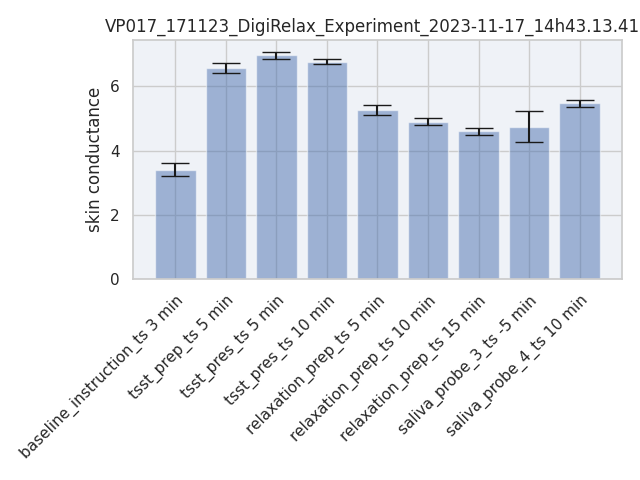 VP017_171123_DigiRelax_Experiment_2023-11-17_14h43.13.41
skin conductance
6
4
2
0
baseline_instruction_ts 3 min
tsst_prep_ts 5 min
tsst_pres_ts 5 min
tsst_pres_ts 10 min
relaxation_prep_ts 5 min
relaxation_prep_ts 10 min
relaxation_prep_ts 15 min
saliva_probe_3_ts -5 min
saliva_probe_4_ts 10 min